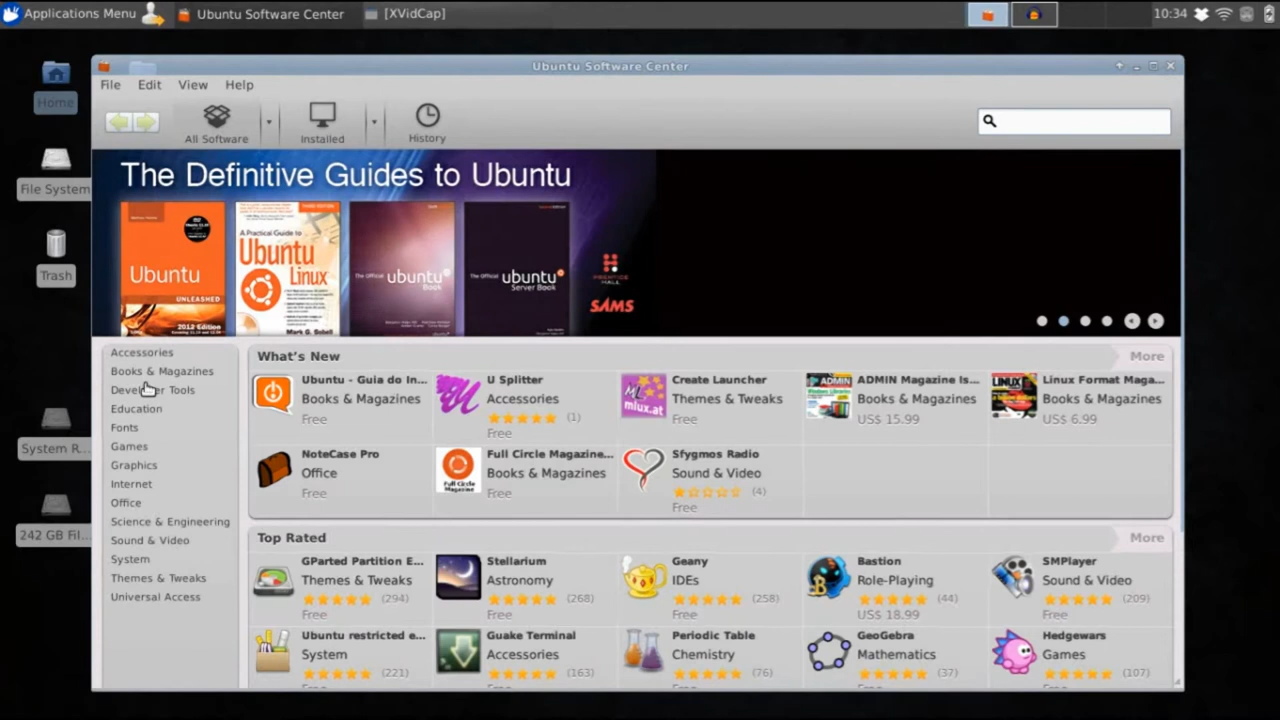 Applications Menu
Ubuntu Software Center
[XVidCap]
10:34
Home
File System
Trash
System R...
242 GB Fil...
Ubuntu Software Center
File Edit View Help
All Software
Installed
History
The Definitive Guides to Ubuntu
Ubuntu
UNLEASHED
2012 Edition
A Practical Guide to
Ubuntu
Linux
Mark G. Sobell
The Official ubuntu Book
The Official ubuntu Server Book
PRENTICE
HALL
SAMS
Accessories
Books & Magazines
Developer Tools
Education
Fonts
Games
Graphics
Internet
Office
Science & Engineering
Sound & Video
System
Themes & Tweaks
Universal Access
What's New
More
Ubuntu - Guia do In...
Books & Magazines
Free
U Splitter
Accessories
(1)
Free
Create Launcher
Themes & Tweaks
Free
miux.at
ADMIN Magazine Is...
Books & Magazines
US$ 15.99
ADMIN
Linux Format Maga...
Books & Magazines
US$ 6.99
LINUX
NoteCase Pro
Office
Free
Full Circle Magazine...
Books & Magazines
Free
Full Circle
Magazine
Sfygmos Radio
Sound & Video
(4)
Free
Top Rated
More
GParted Partition E...
Themes & Tweaks
(294)
Free
Stellarium
Astronomy
(268)
Free
Geany
IDEs
(258)
Free
Bastion
Role-Playing
(44)
US$ 18.99
SMPlayer
Sound & Video
(209)
Free
Ubuntu restricted e...
System
(221)
Guake Terminal
Accessories
(163)
Periodic Table
Chemistry
(76)
GeoGebra
Mathematics
(37)
Hedgewars
Games
(107)